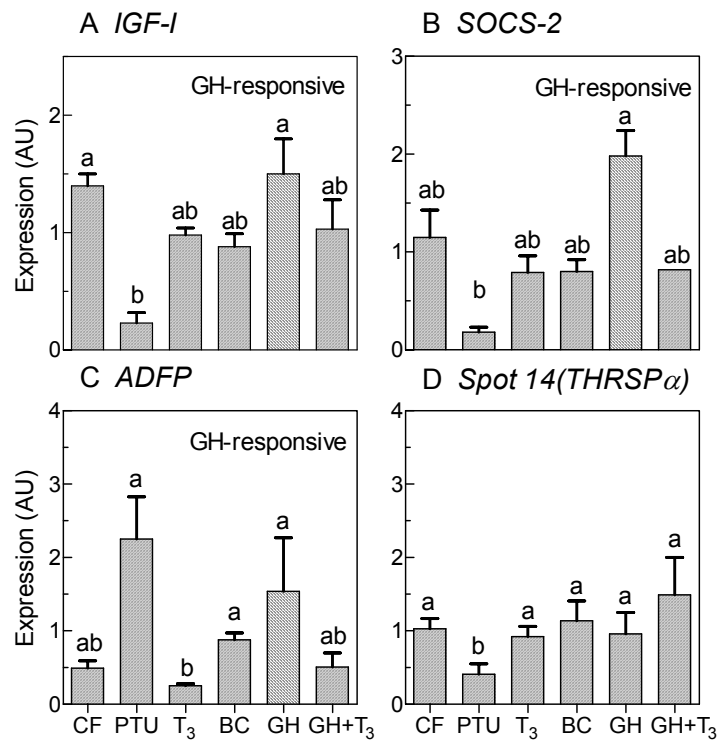 A IGF-I
GH-responsive
Expression (AU)
2
1
0
a
b
ab
ab
a
ab
B SOCS-2
GH-responsive
3
2
1
0
ab
b
ab
ab
a
ab
C ADFP
GH-responsive
Expression (AU)
4
3
2
1
0
ab
a
b
a
a
ab
CF PTU T₃ BC GH GH+T₃
D Spot 14(THRSPα)
4
3
2
1
0
a
b
a
a
a
a
CF PTU T₃ BC GH GH+T₃